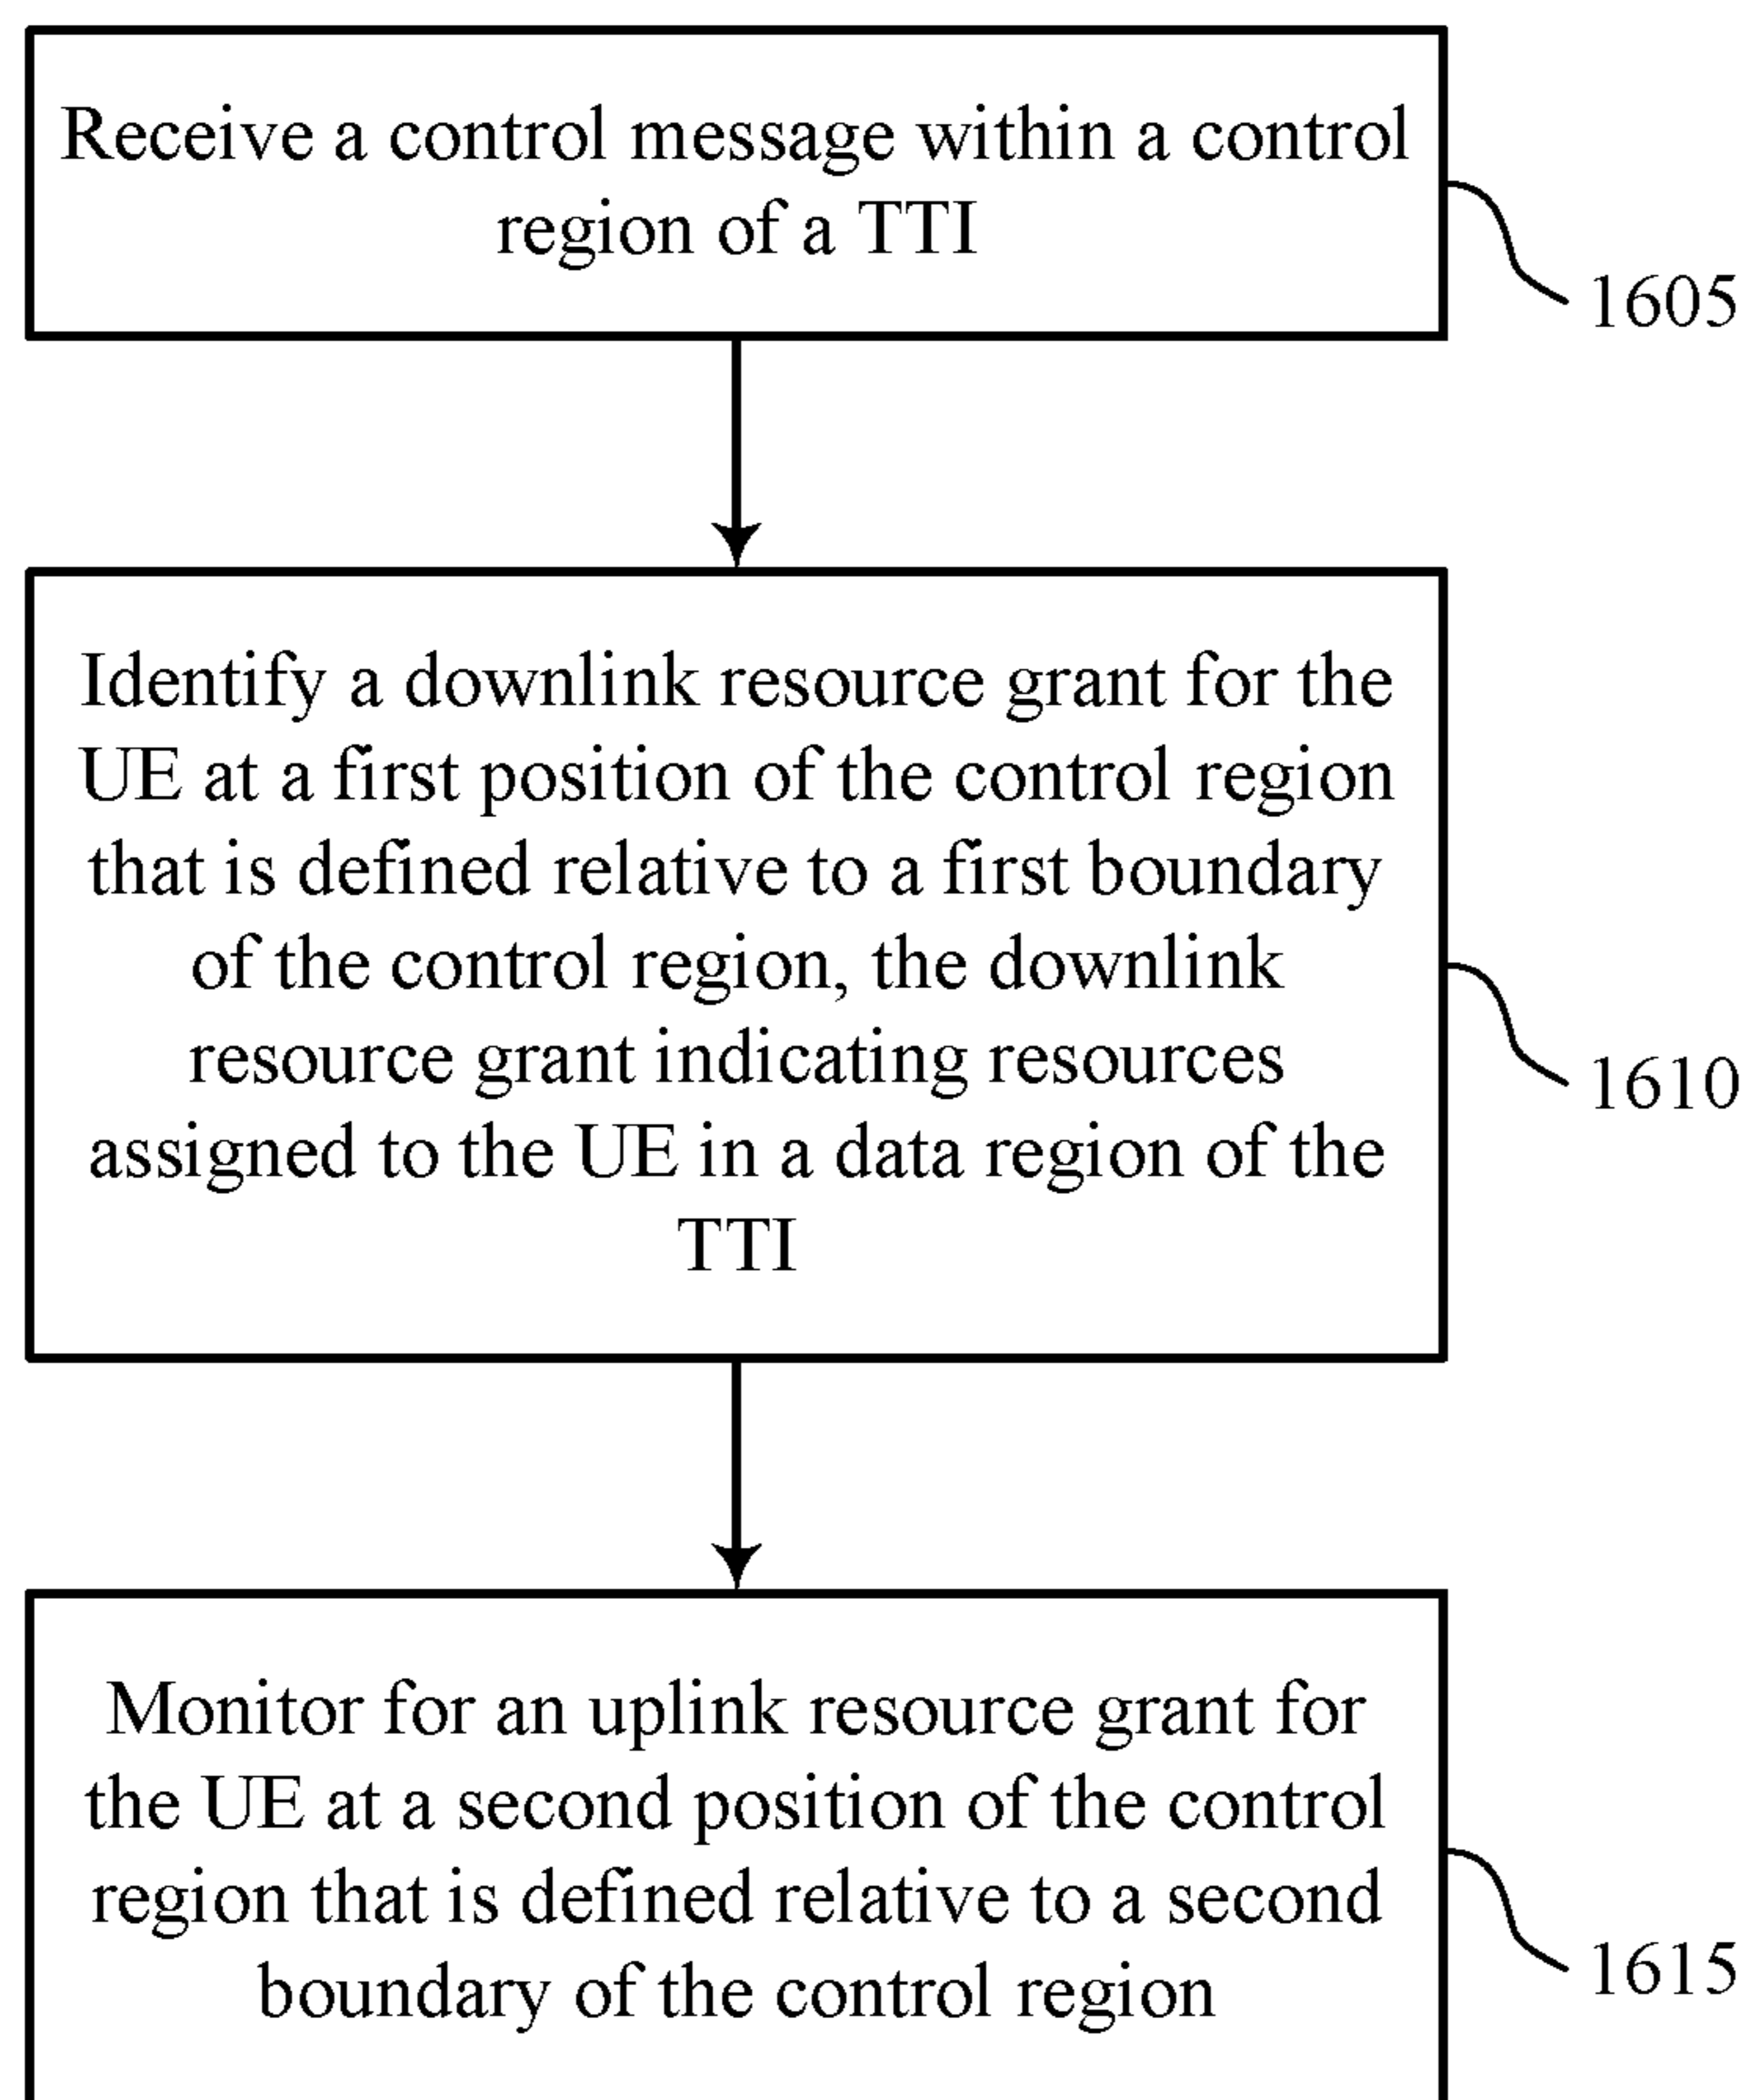 Receive a control message within a control
region of a TTI
1605
Identify a downlink resource grant for the
UE at a first position of the control region
that is defined relative to a first boundary
of the control region, the downlink
resource grant indicating resources
assigned to the UE in a data region of the
TTI
1610
Monitor for an uplink resource grant for
the UE at a second position of the control
region that is defined relative to a second
boundary of the control region
1615